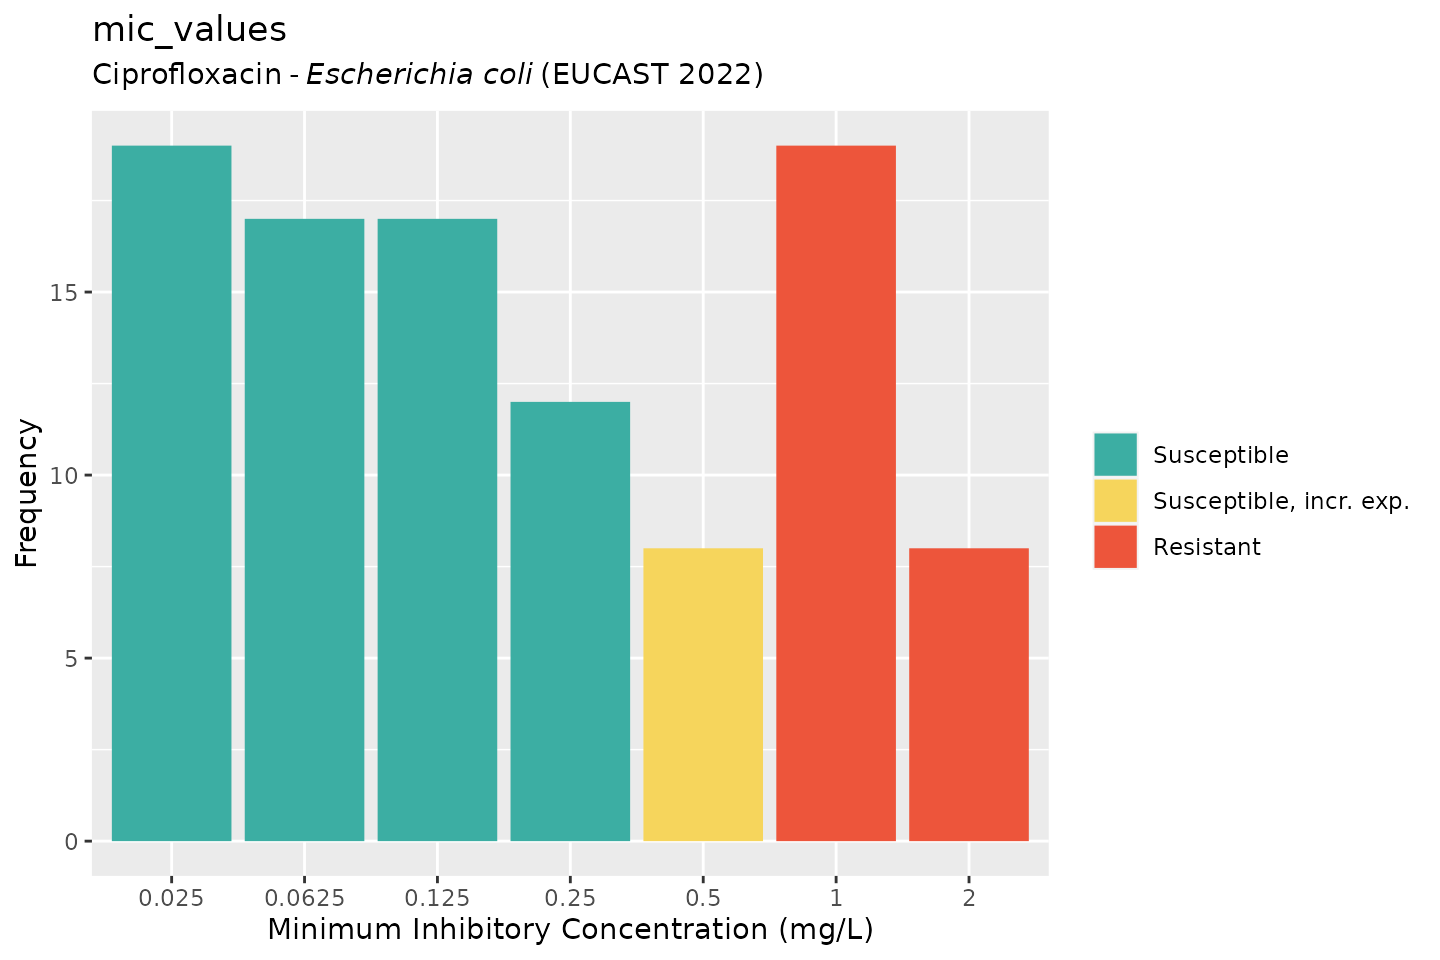 mic_values
Ciprofloxacin - Escherichia coli (EUCAST 2022)
Frequency
15
10
5
0
0.025 0.0625 0.125 0.25 0.5 1 2
Minimum Inhibitory Concentration (mg/L)
Susceptible
Susceptible, incr. exp.
Resistant